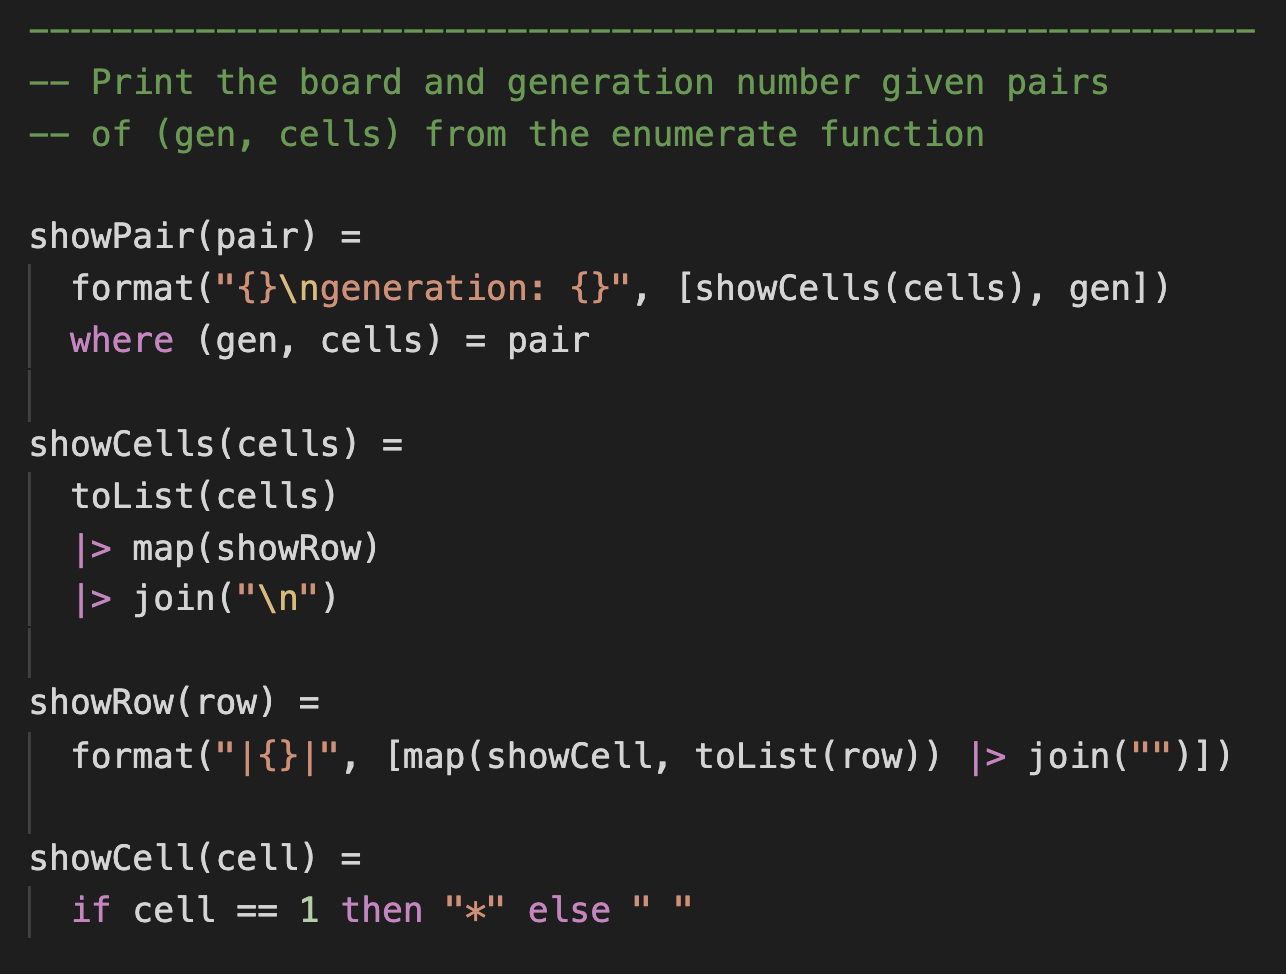 -----------------------------------------------------------
-- Print the board and generation number given pairs
-- of (gen, cells) from the enumerate function

showPair(pair) =
  format("{}\ngeneration: {}", [showCells(cells), gen])
  where (gen, cells) = pair

showCells(cells) =
  toList(cells)
  |> map(showRow)
  |> join("\n")

showRow(row) =
  format("|{}|", [map(showCell, toList(row)) |> join("")])

showCell(cell) =
  if cell == 1 then "*" else " "